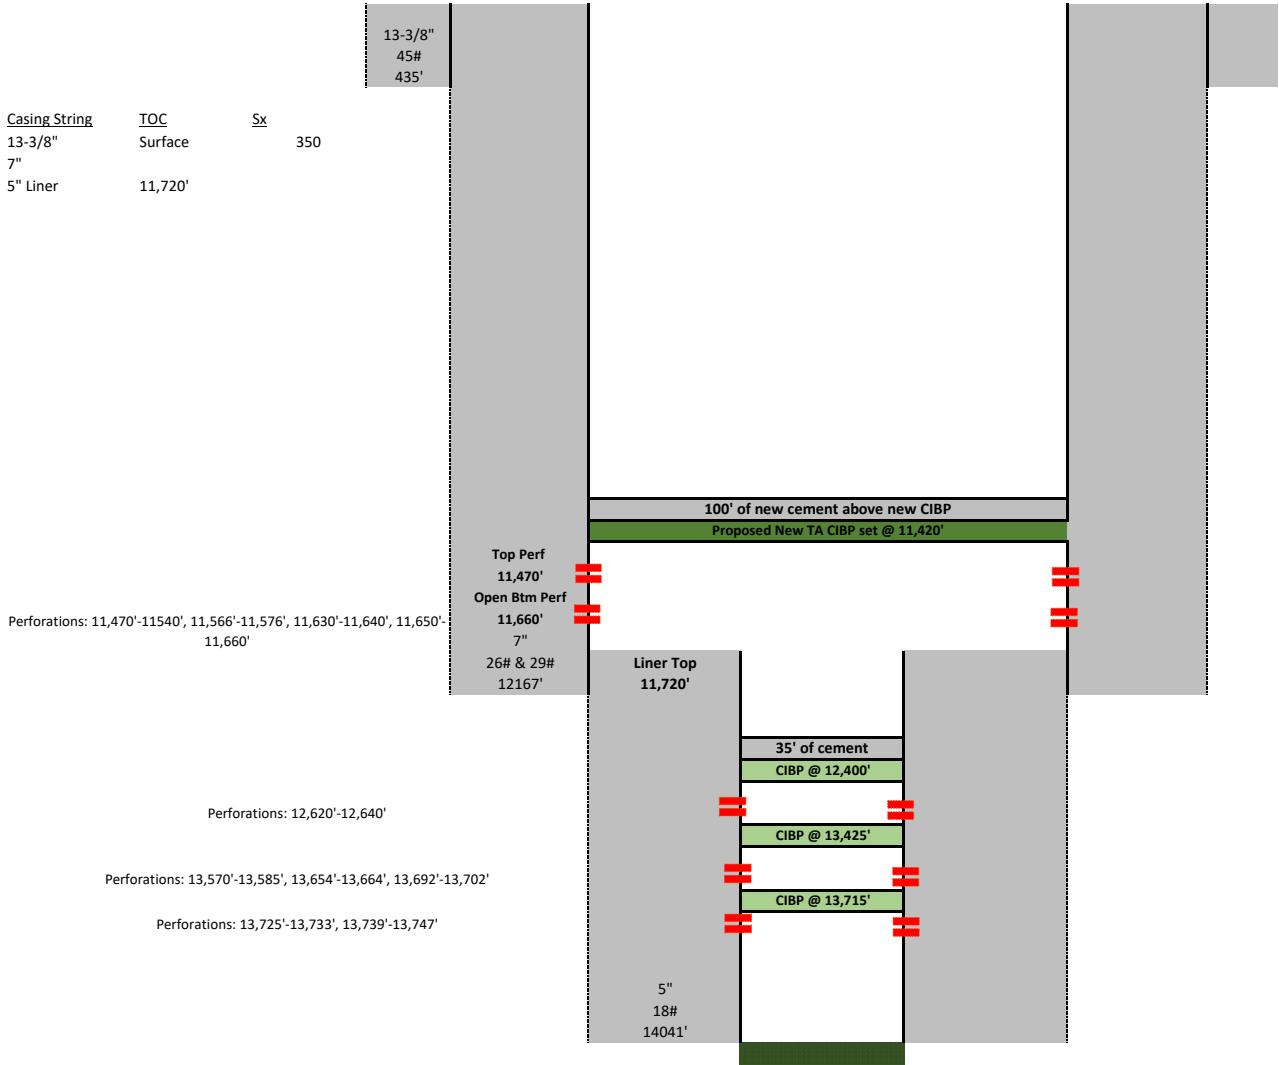 13-3/8"
45#
435'
Casing String TOC Sx
13-3/8" Surface 350
7"
5" Liner 11,720'
100' of new cement above new CIBP
Proposed New TA CIBP set @ 11,420'
Top Perf
11,470'
Open Btm Perf
11,660'
7"
26# & 29#
12167'
Perforations: 11,470'-11540', 11,566'-11,576', 11,630'-11,640', 11,650'-
11,660'
Liner Top
11,720'
35' of cement
CIBP @ 12,400'
Perforations: 12,620'-12,640'
CIBP @ 13,425'
Perforations: 13,570'-13,585', 13,654'-13,664', 13,692'-13,702'
CIBP @ 13,715'
Perforations: 13,725'-13,733', 13,739'-13,747'
5"
18#
14041'